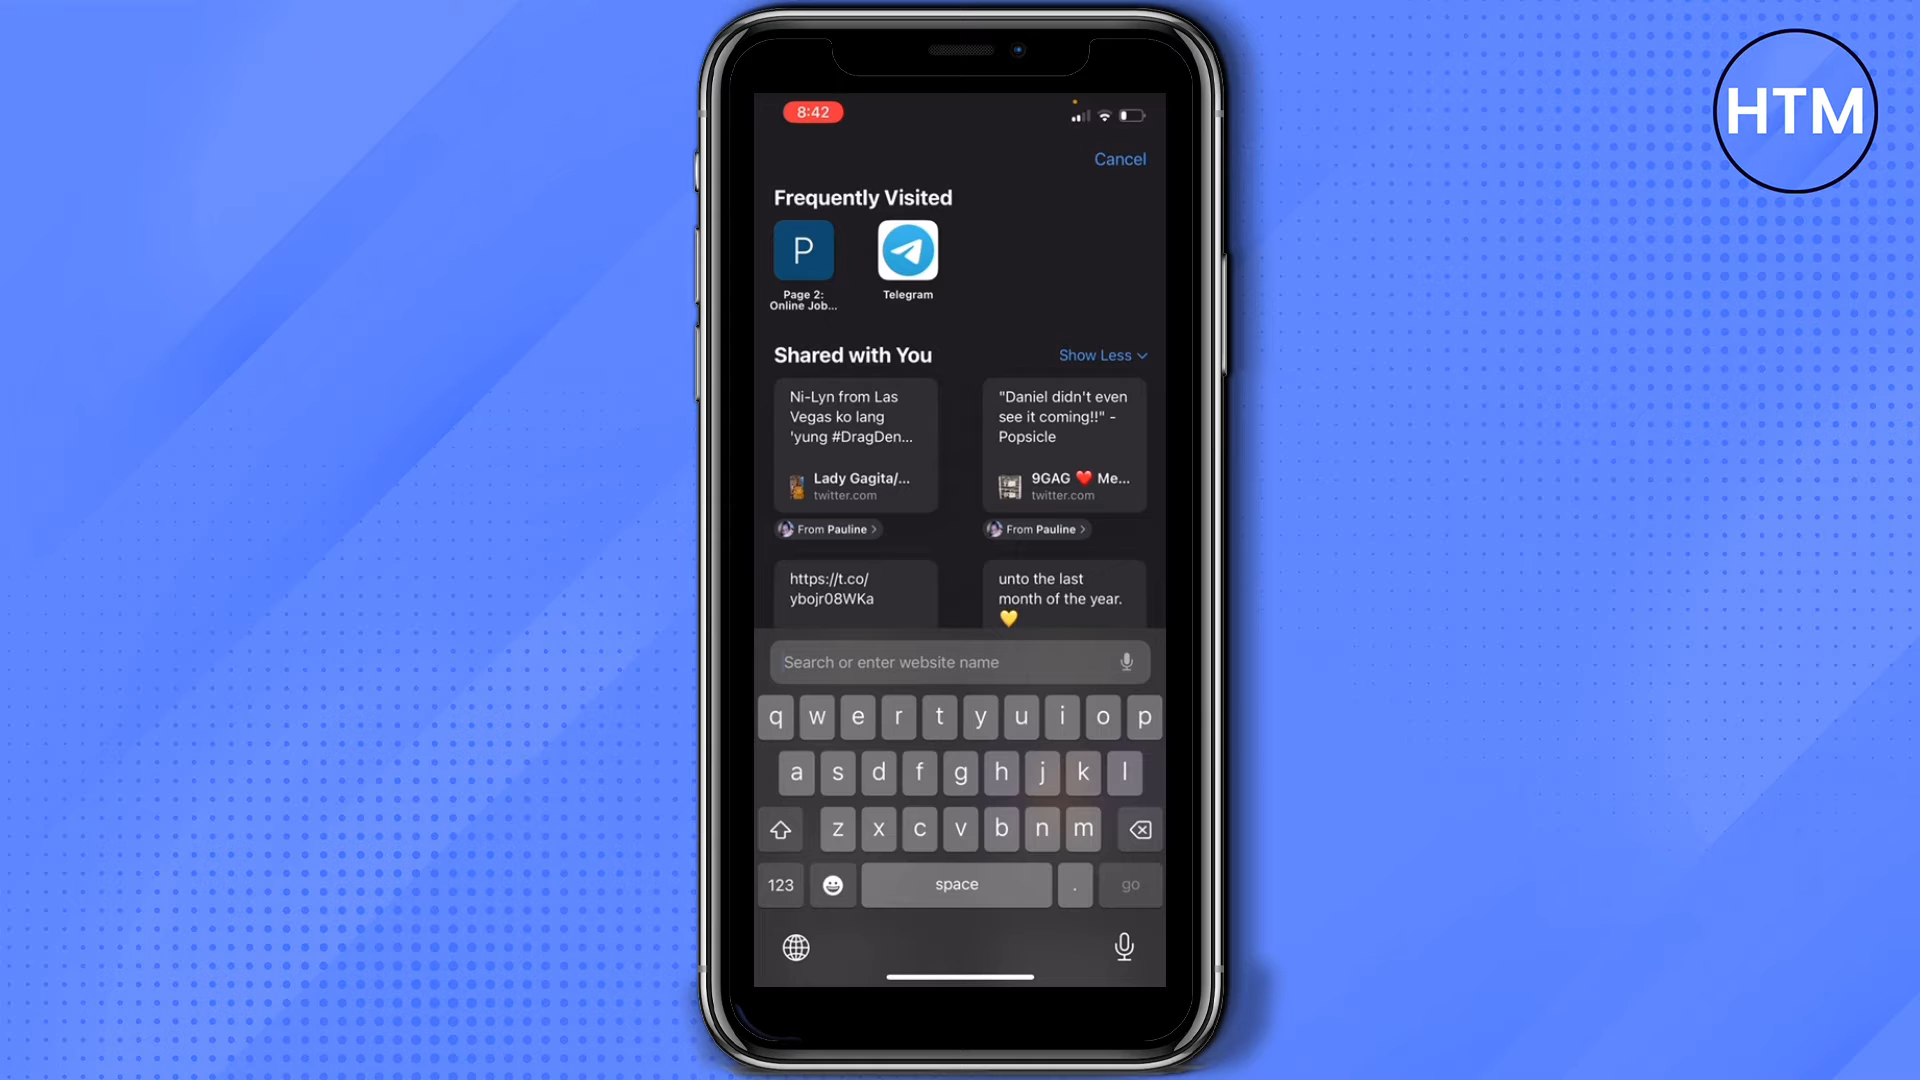 HTM
8:42
Cancel
Frequently Visited
P
Page 2:
Online Job...
Telegram
Shared with You
Show Less
Ni-Lyn from Las
Vegas ko lang
'yung #DragDen...
Lady Gagita/...
twitter.com
From Pauline
"Daniel didn't even
see it coming!!" -
Popsicle
9GAG ❤️ Me...
twitter.com
From Pauline
https://t.co/
ybojr08WKa
unto the last
month of the year.
💛
Search or enter website name
q w e r t y u i o p
a s d f g h j k l
z x c v b n m
123 space . go